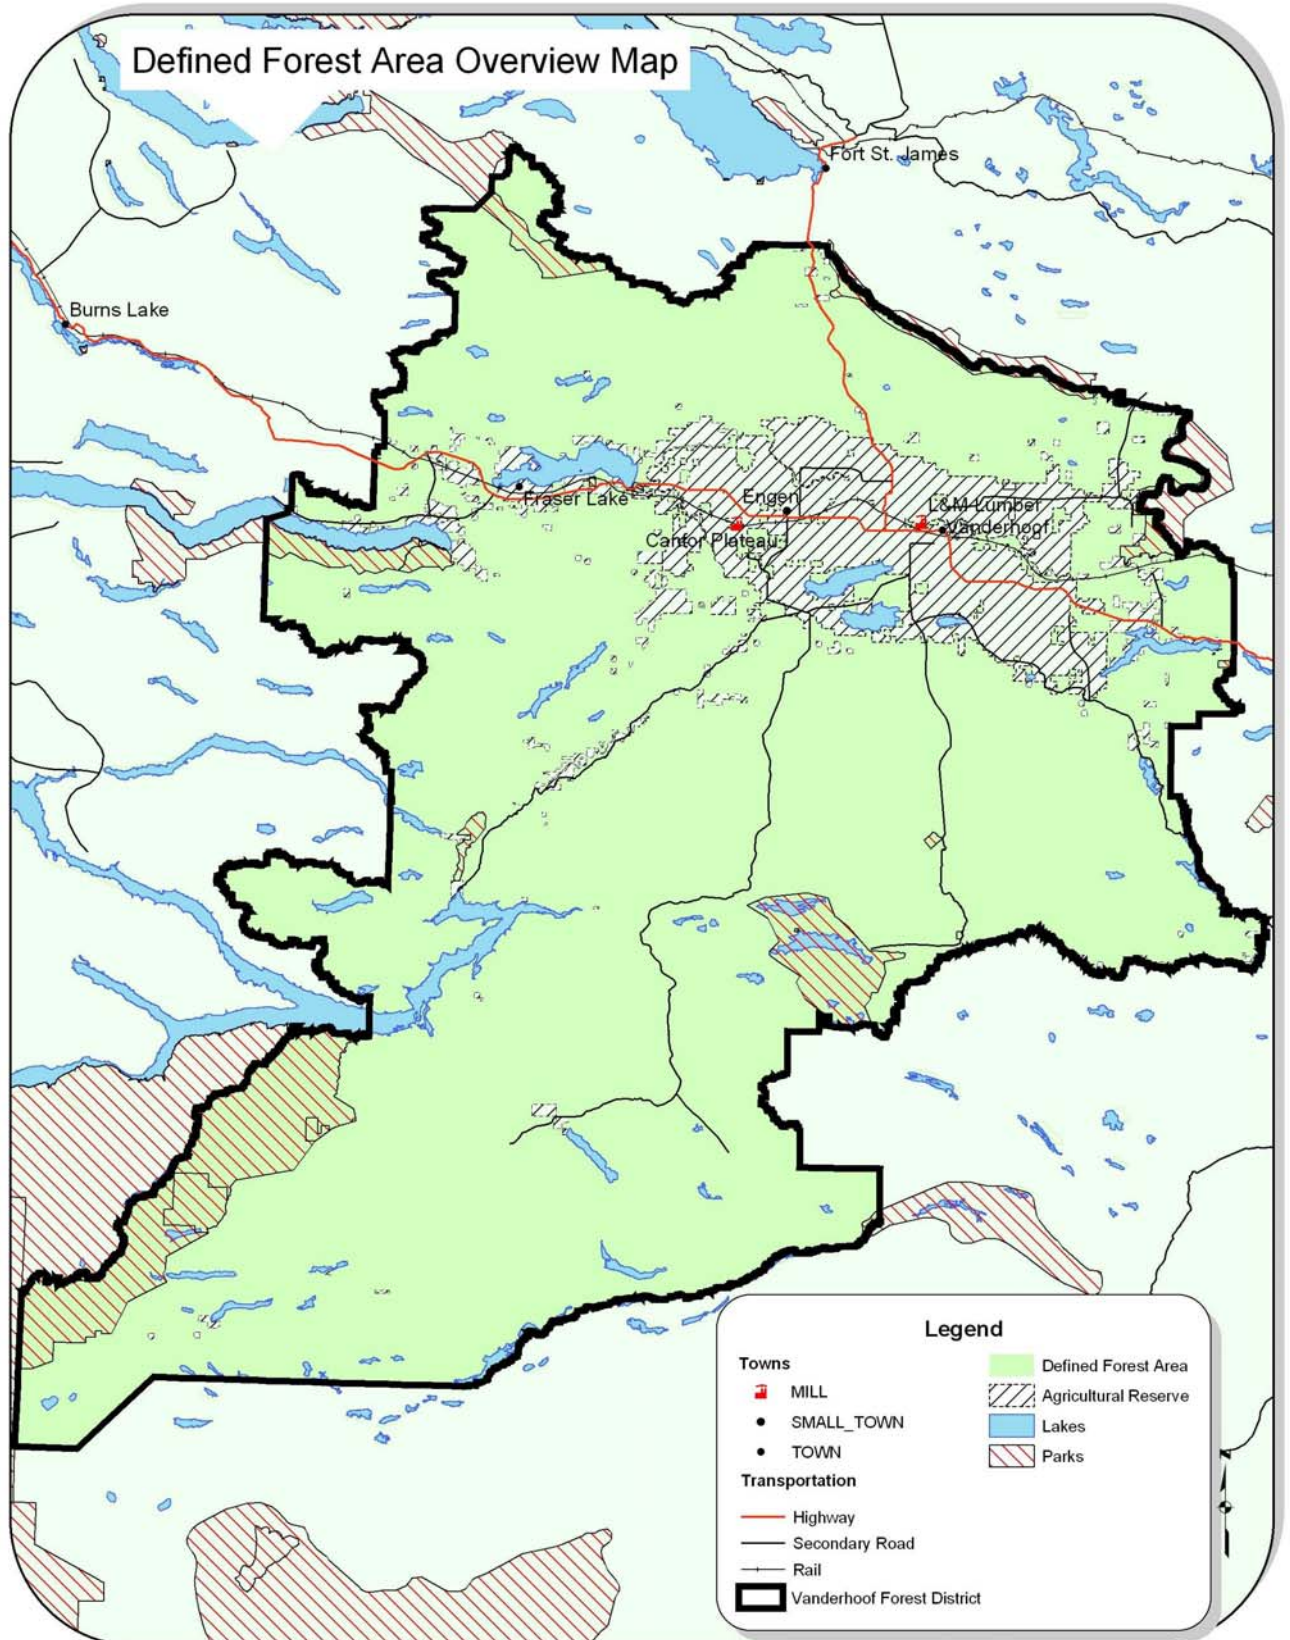 Defined Forest Area Overview Map
Fort St. James
Burns Lake
Fraser Lake
Engen
L&M Lumber
Vanderhoof
Canfor Plateau
Legend
Towns
MILL
SMALL_TOWN
TOWN
Transportation
Highway
Secondary Road
Rail
Vanderhoof Forest District
Defined Forest Area
Agricultural Reserve
Lakes
Parks